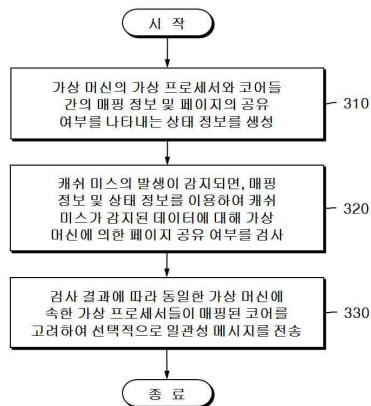 시 작
가상 머신의 가상 프로세서와 코어들
간의 매핑 정보 및 페이지의 공유
여부를 나타내는 상태 정보를 생성
310
캐쉬 미스의 발생이 감지되면, 매핑
정보 및 상태 정보를 이용하여 캐쉬
미스가 감지된 데이터에 대해 가상
머신에 의한 페이지 공유 여부를 검사
320
검사 결과에 따라 동일한 가상 머신에
속한 가상 프로세서들이 매핑된 코어를
고려하여 선택적으로 일관성 메시지를 전송
330
종 료